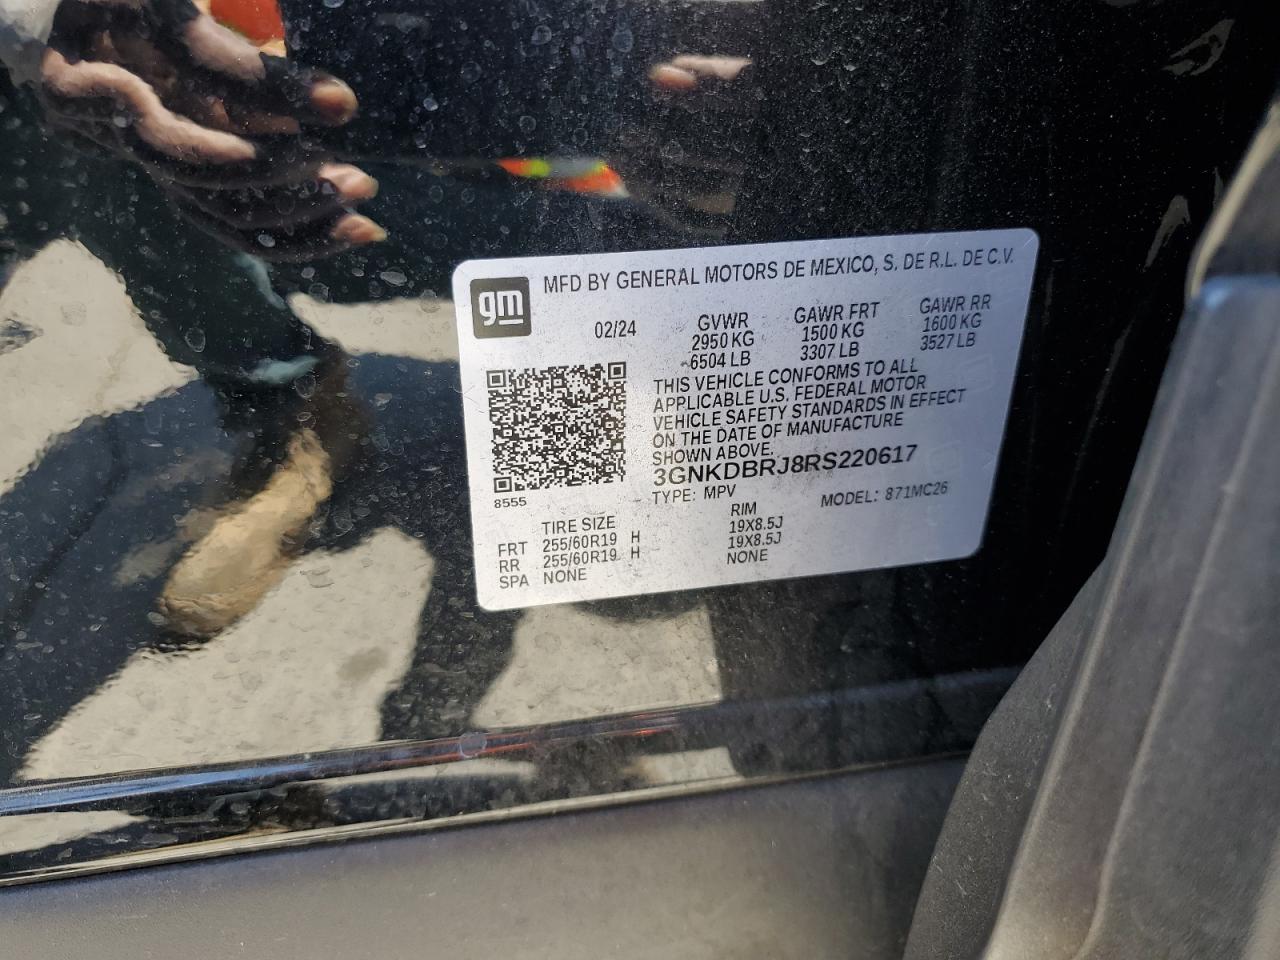 MFD BY GENERAL MOTORS DE MEXICO, S. DE R.L. DE C.V.
gm
02/24
GVWR
2950 KG
6504 LB
GAWR FRT
1500 KG
3307 LB
GAWR RR
1600 KG
3527 LB
THIS VEHICLE CONFORMS TO ALL
APPLICABLE U.S. FEDERAL MOTOR
VEHICLE SAFETY STANDARDS IN EFFECT
ON THE DATE OF MANUFACTURE
SHOWN ABOVE.
3GNKDBRJ8RS220617
8555
TYPE: MPV MODEL: 871MC26
TIRE SIZE RIM
FRT 255/60R19 H 19X8.5J
RR 255/60R19 H 19X8.5J
SPA NONE NONE